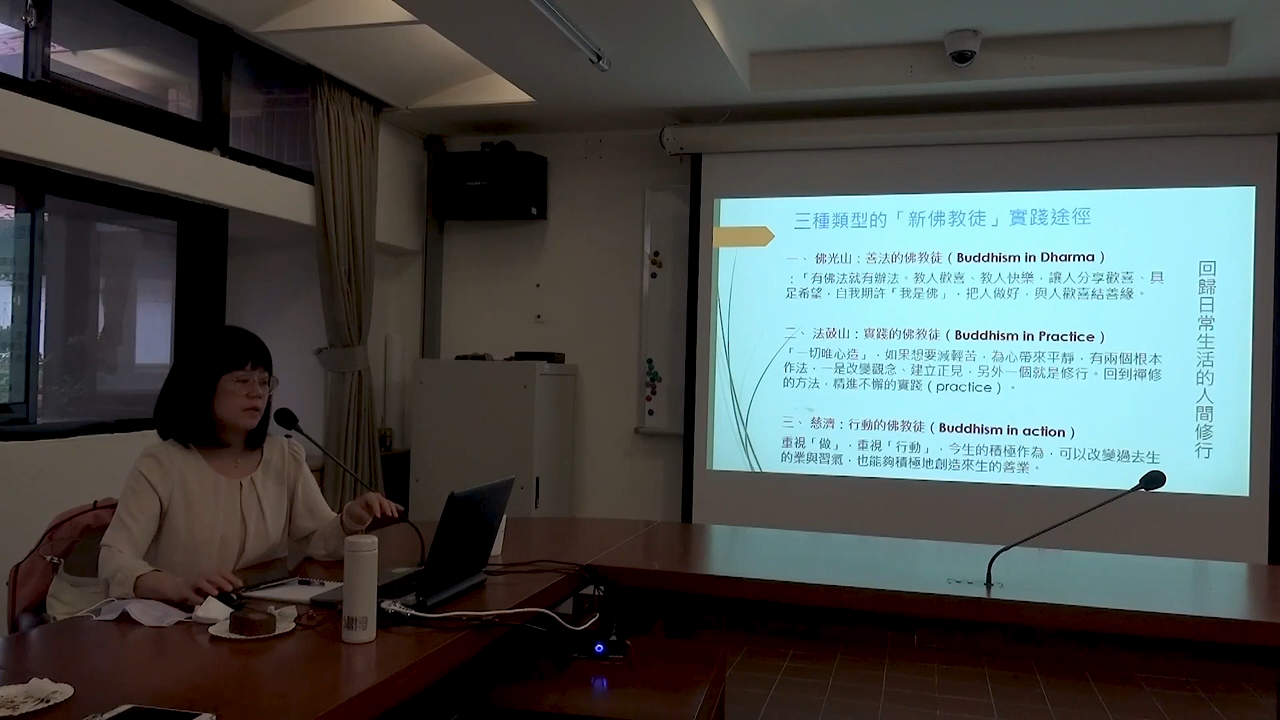 三種類型的「新佛教徒」實踐途徑
一、 佛光山：善法的佛教徒（Buddhism in Dharma）
：「有佛法就有辦法。教人歡喜、教人快樂，讓人分享歡喜、具
足希望，自我期許「我是佛」，把人做好，與人歡喜結善緣。
二、 法鼓山：實踐的佛教徒（Buddhism in Practice）
「一切唯心造」，如果想要減輕苦，為心帶來平靜，有兩個根本
作法，一是改變觀念、建立正見，另外一個就是修行。回到禪修
的方法，精進不懈的實踐（practice）。
三、 慈濟：行動的佛教徒（Buddhism in action）
重視「做」，重視「行動」，今生的積極作為，可以改變過去生
的業與習氣，也能夠積極地創造來生的善業。
回歸日常生活的人間修行